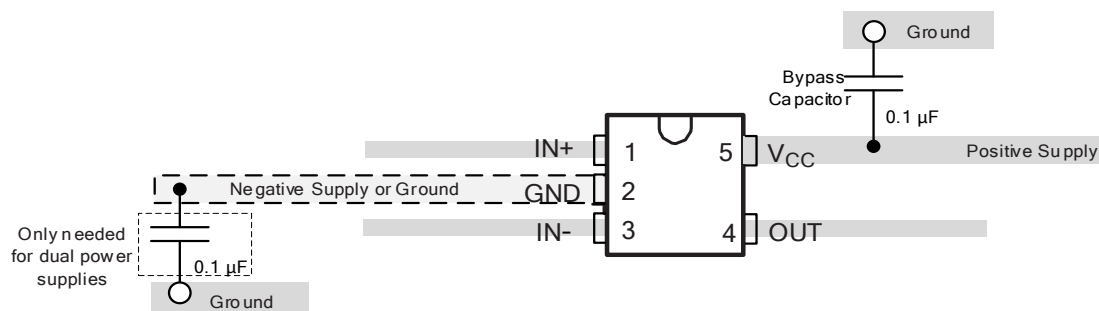 Ground
Bypass
Capacitor
0.1 µF
IN+
1
5
VCC
Positive Supply
Negative Supply or Ground
GND
2
IN-
3
4
OUT
Only needed
for dual power
supplies
0.1 µF
Ground